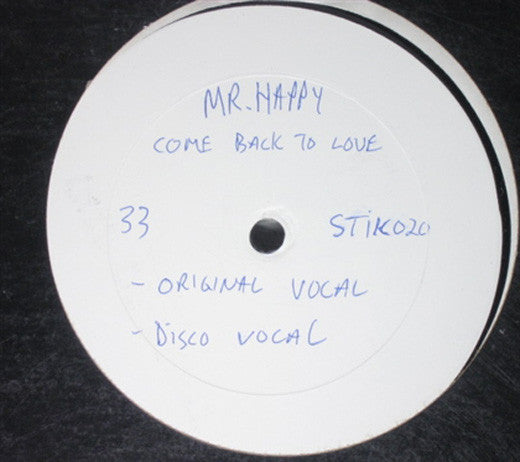 MR. HAPPY
COME BACK TO LOVE
33 STIK020
- ORIGINAL VOCAL
- DISCO VOCAL